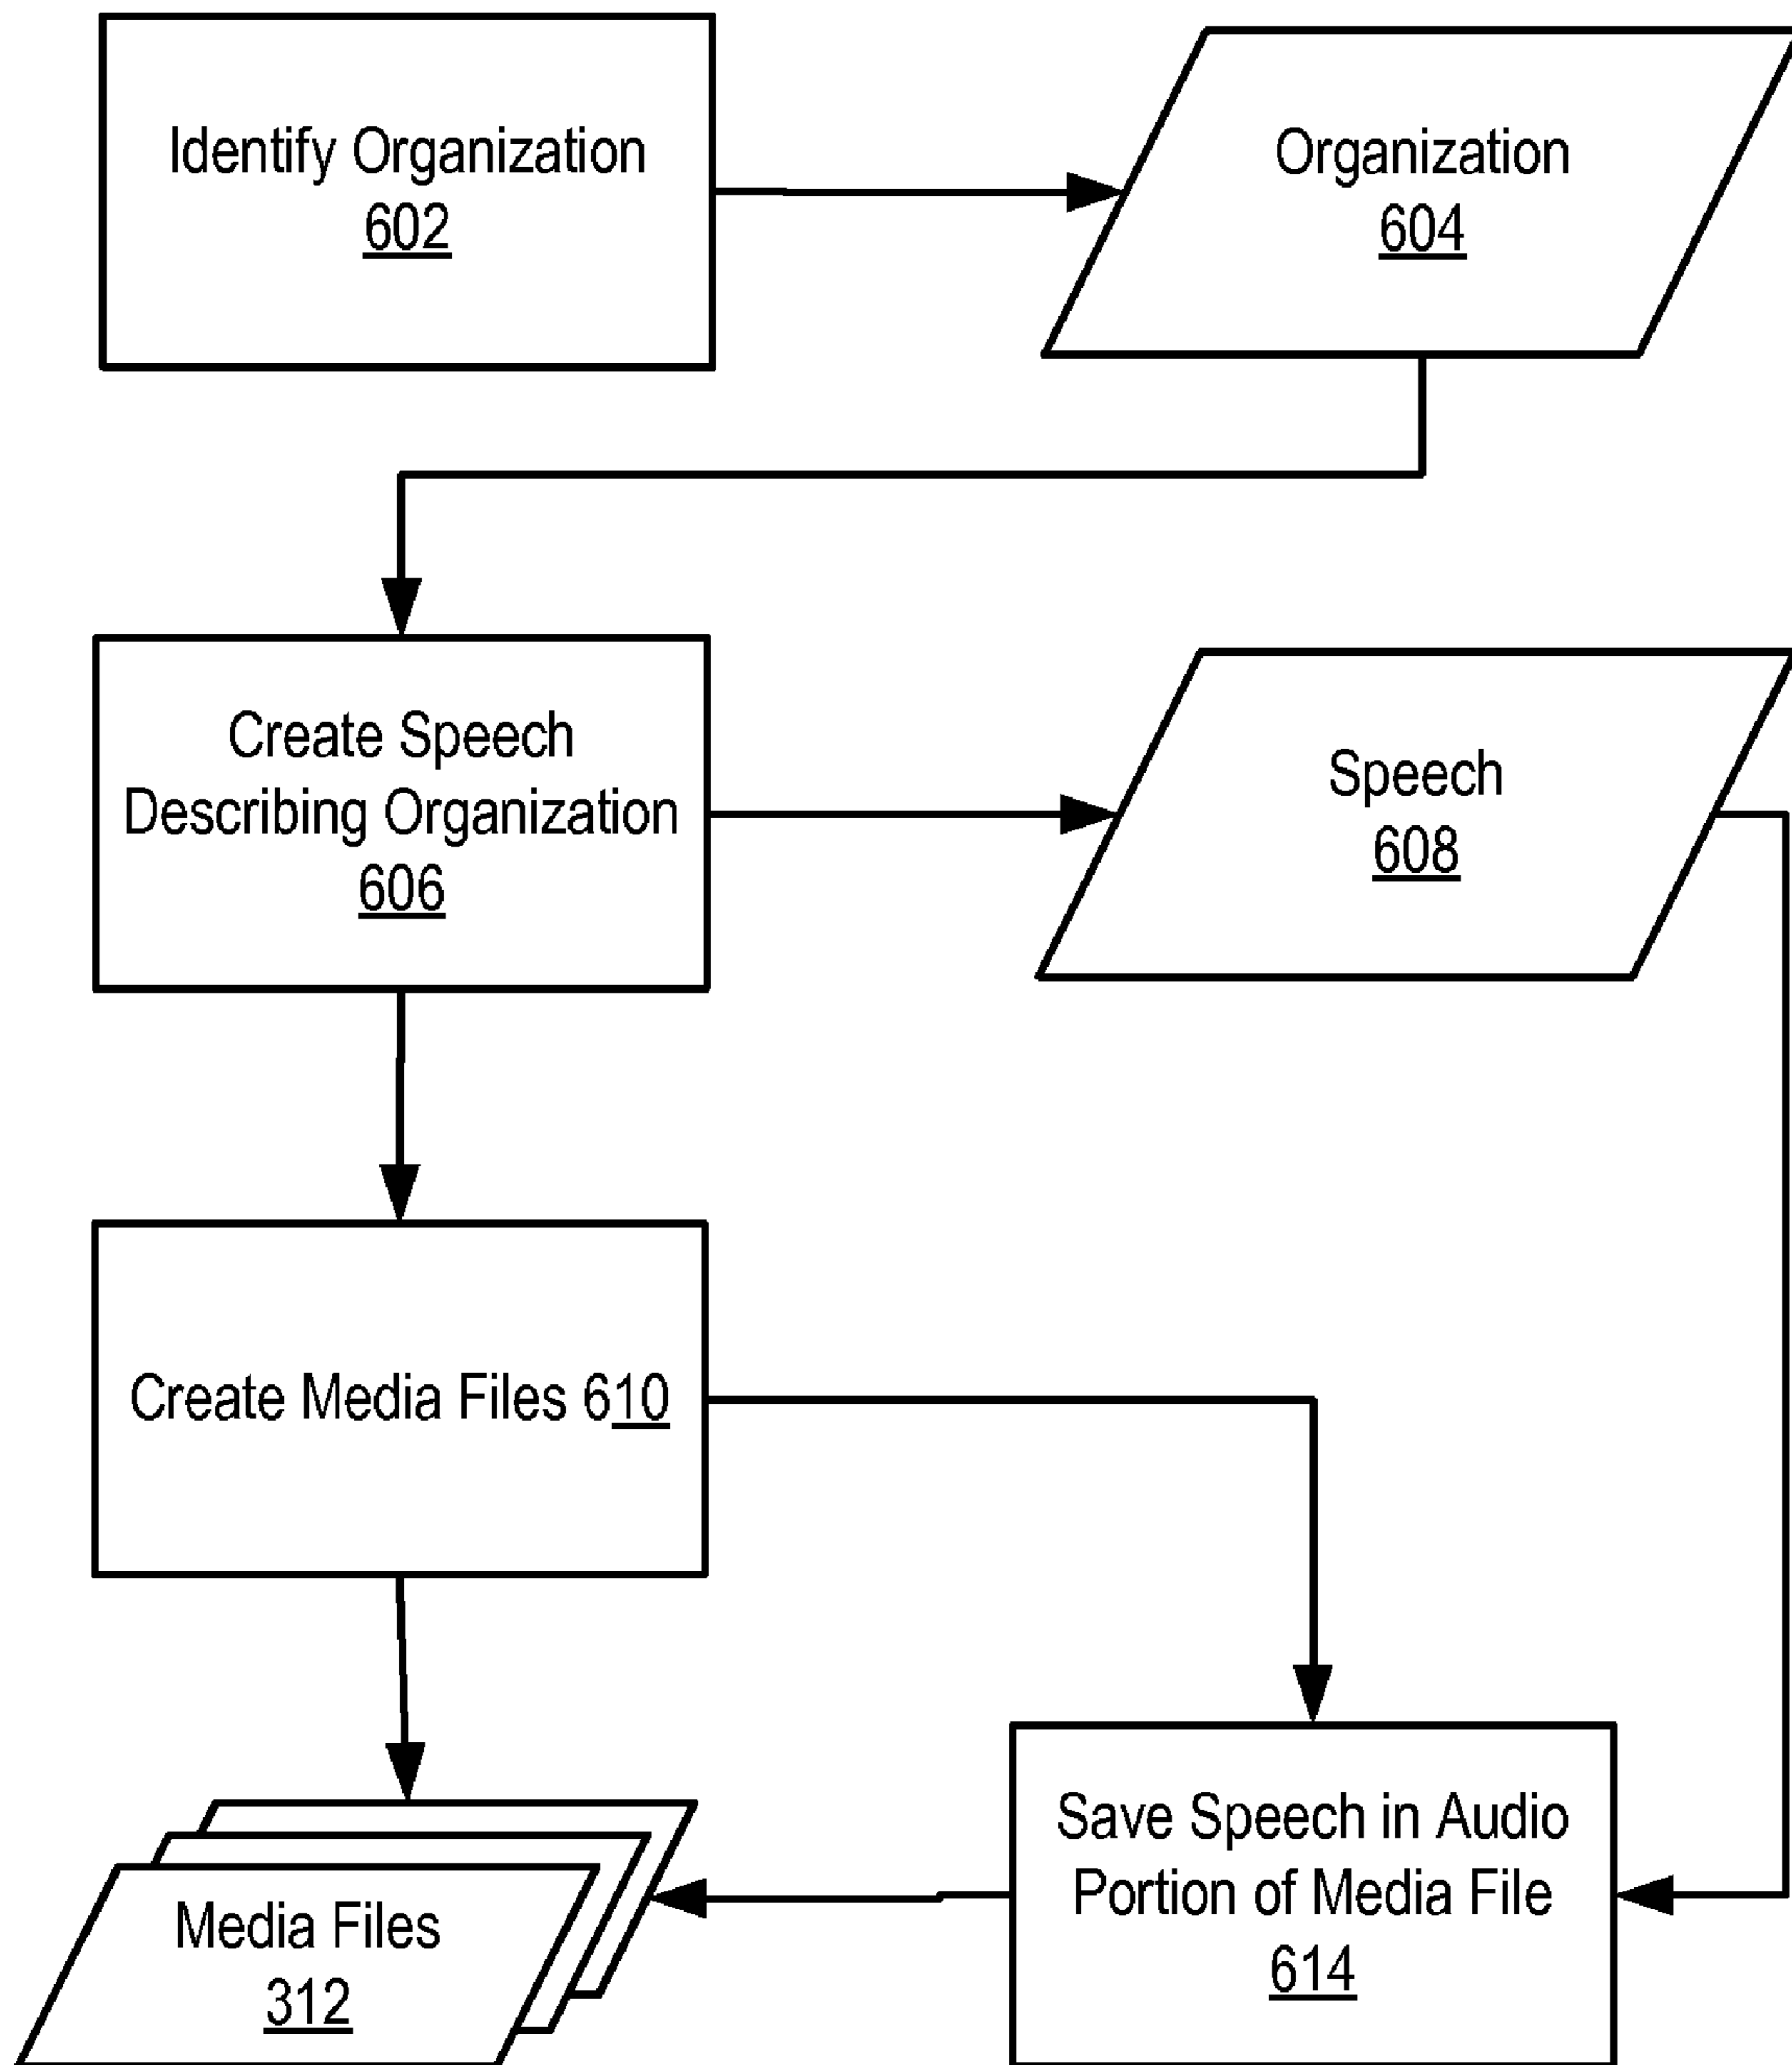 Identify Organization
602
Organization
604
Create Speech
Describing Organization
606
Speech
608
Create Media Files 610
Save Speech in Audio
Portion of Media File
614
Media Files
312